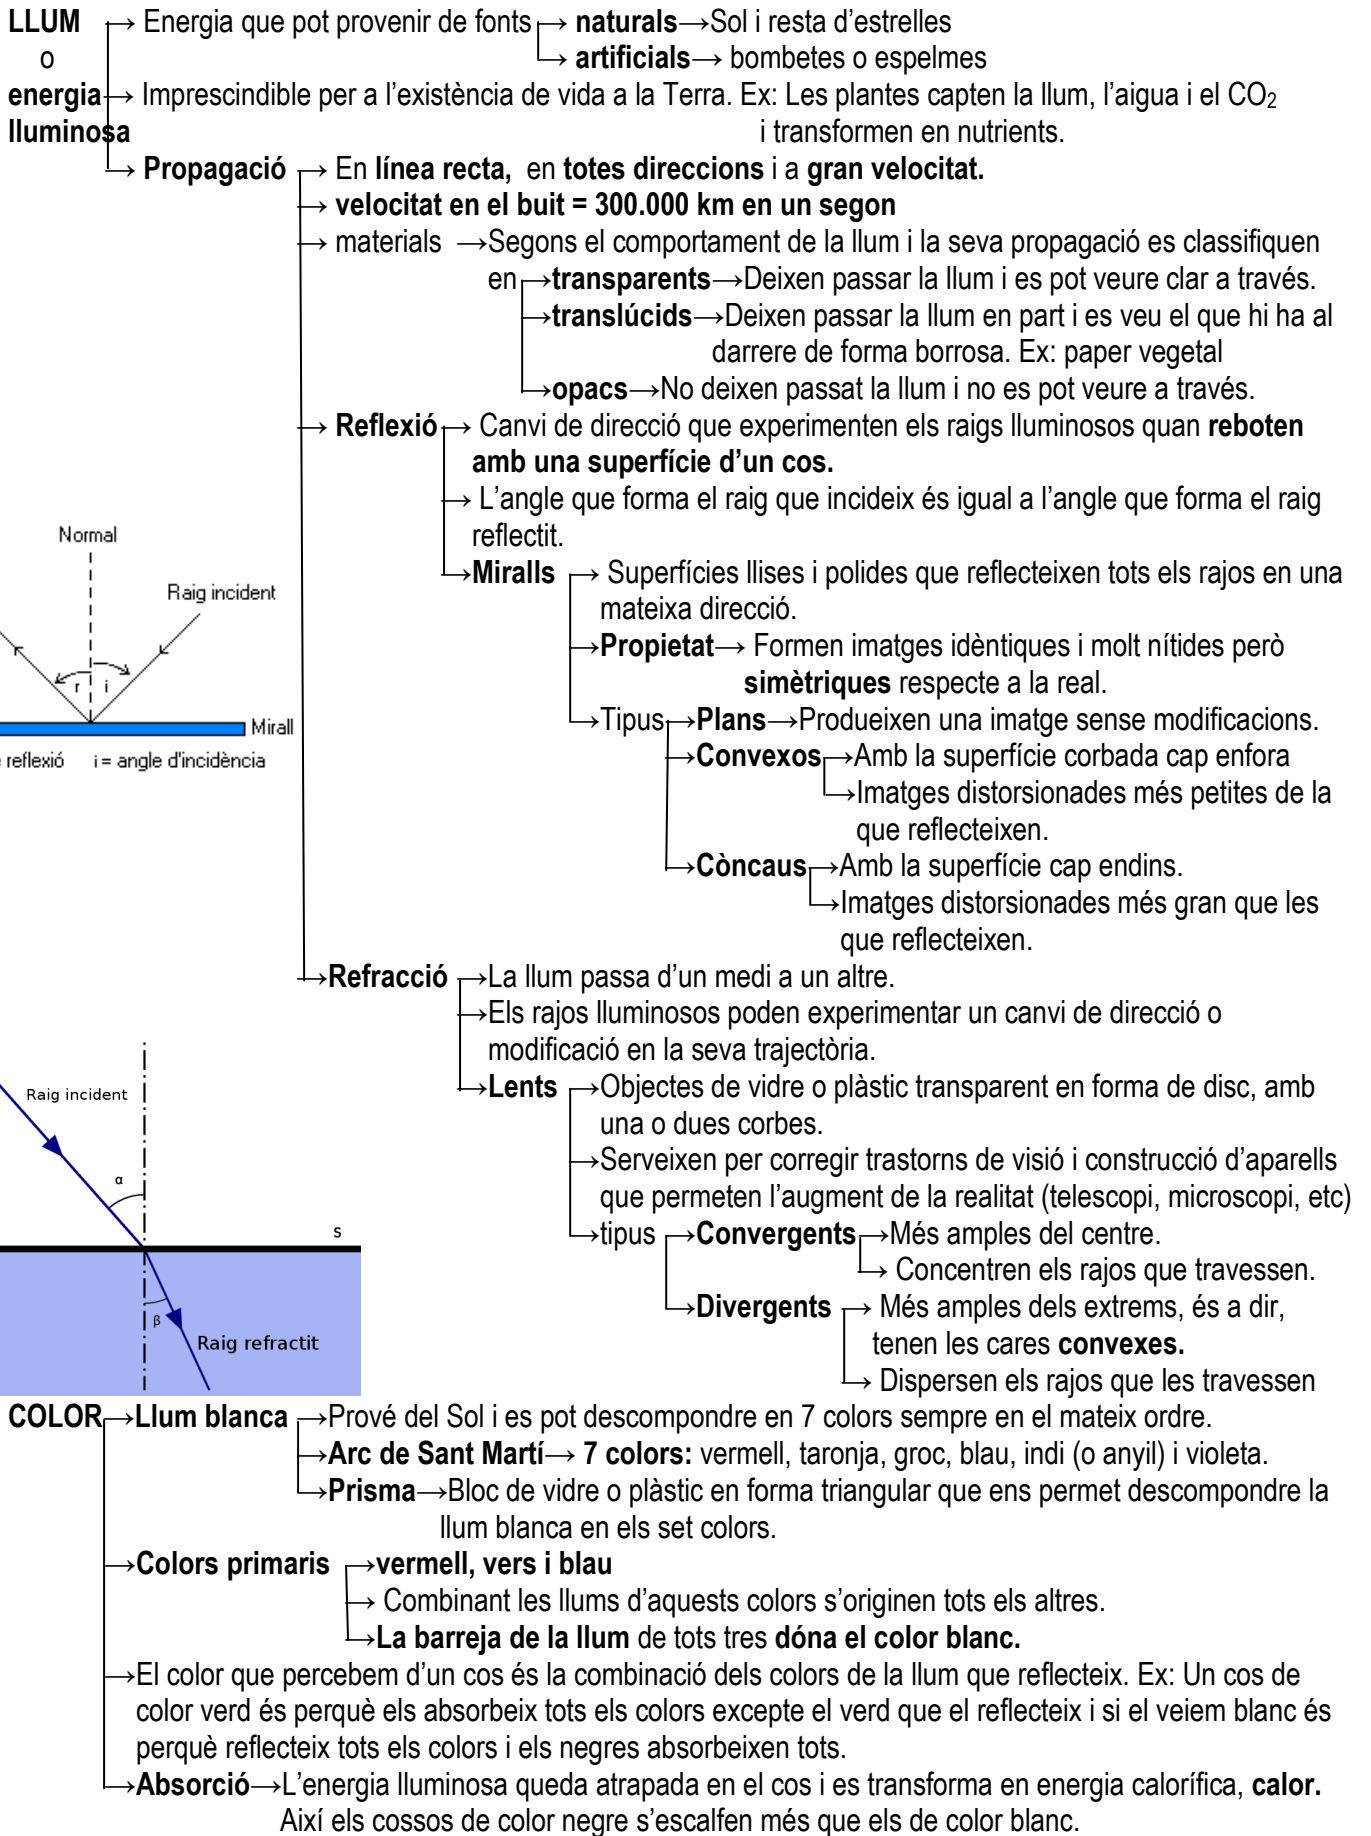 LLUM → Energia que pot provenir de fonts → naturals→Sol i resta d’estrelles
o → artificials→ bombetes o espelmes
energia → Imprescindible per a l’existència de vida a la Terra. Ex: Les plantes capten la llum, l’aigua i el CO₂
lluminosa i transformen en nutrients.
→ Propagació → En línea recta, en totes direccions i a gran velocitat.
→ velocitat en el buit = 300.000 km en un segon
→ materials →Segons el comportament de la llum i la seva propagació es classifiquen
en →transparents→Deixen passar la llum i es pot veure clar a través.
→translúcids→Deixen passar la llum en part i es veu el que hi ha al
darrere de forma borrosa. Ex: paper vegetal
→opacs→No deixen passat la llum i no es pot veure a través.
→ Reflexió → Canvi de direcció que experimenten els raigs lluminosos quan reboten
amb una superfície d’un cos.
→ L’angle que forma el raig que incideix és igual a l’angle que forma el raig
reflectit.
→Miralls → Superfícies llises i polides que reflecteixen tots els rajos en una
mateixa direcció.
→Propietat→ Formen imatges idèntiques i molt nítides però
simètriques respecte a la real.
→Tipus →Plans→Produeixen una imatge sense modificacions.
→Convexos →Amb la superfície corbada cap enfora
→Imatges distorsionades més petites de la
que reflecteixen.
→Còncaus →Amb la superfície cap endins.
→Imatges distorsionades més gran que les
que reflecteixen.
Normal
Raig incident
r i
Mirall
reflexió i = angle d'incidència
→Refracció →La llum passa d’un medi a un altre.
→Els rajos lluminosos poden experimentar un canvi de direcció o
modificació en la seva trajectòria.
→Lents →Objectes de vidre o plàstic transparent en forma de disc, amb
una o dues corbes.
→Serveixen per corregir trastorns de visió i construcció d’aparells
que permeten l’augment de la realitat (telescopi, microscopi, etc)
→tipus →Convergents →Més amples del centre.
→ Concentren els rajos que travessen.
→Divergents → Més amples dels extrems, és a dir,
tenen les cares convexes.
→ Dispersen els rajos que les travessen
Raig incident
α
s
β
Raig refractit
COLOR →Llum blanca →Prové del Sol i es pot descompondre en 7 colors sempre en el mateix ordre.
→Arc de Sant Martí→ 7 colors: vermell, taronja, groc, blau, indi (o anyil) i violeta.
→Prisma→Bloc de vidre o plàstic en forma triangular que ens permet descompondre la
llum blanca en els set colors.
→Colors primaris →vermell, vers i blau
→ Combinant les llums d’aquests colors s’originen tots els altres.
→La barreja de la llum de tots tres dóna el color blanc.
→El color que percebem d’un cos és la combinació dels colors de la llum que reflecteix. Ex: Un cos de
color verd és perquè els absorbeix tots els colors excepte el verd que el reflecteix i si el veiem blanc és
perquè reflecteix tots els colors i els negres absorbeixen tots.
→Absorció→L’energia lluminosa queda atrapada en el cos i es transforma en energia calorífica, calor.
Així els cossos de color negre s’escalfen més que els de color blanc.